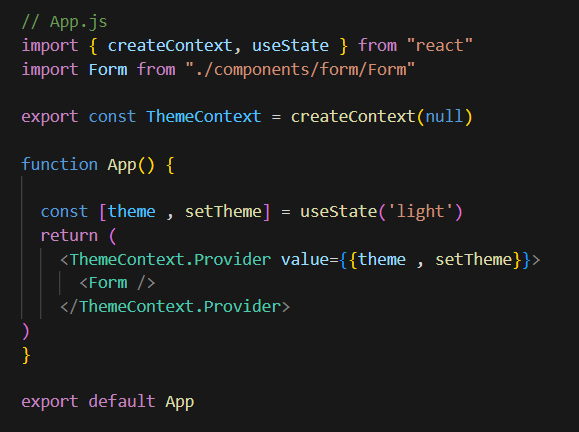 // App.js
import { createContext, useState } from "react"
import Form from "./components/form/Form"
export const ThemeContext = createContext(null)
function App() {
const [theme , setTheme] = useState('light')
return (
<ThemeContext.Provider value={{theme , setTheme}}>
<Form />
</ThemeContext.Provider>
)
}
export default App